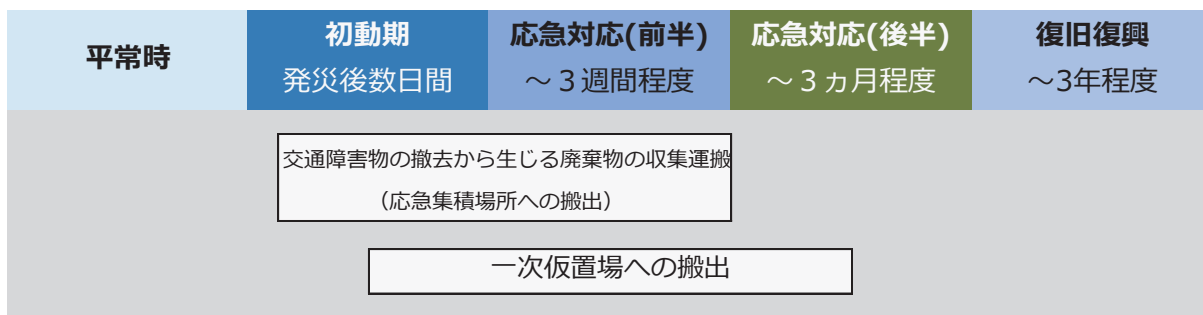 平常時
初動期
発災後数日間
応急対応(前半)
～３週間程度
応急対応(後半)
～３ヵ月程度
復旧復興
～3年程度
交通障害物の撤去から生じる廃棄物の収集運搬
（応急集積場所への搬出）
一次仮置場への搬出